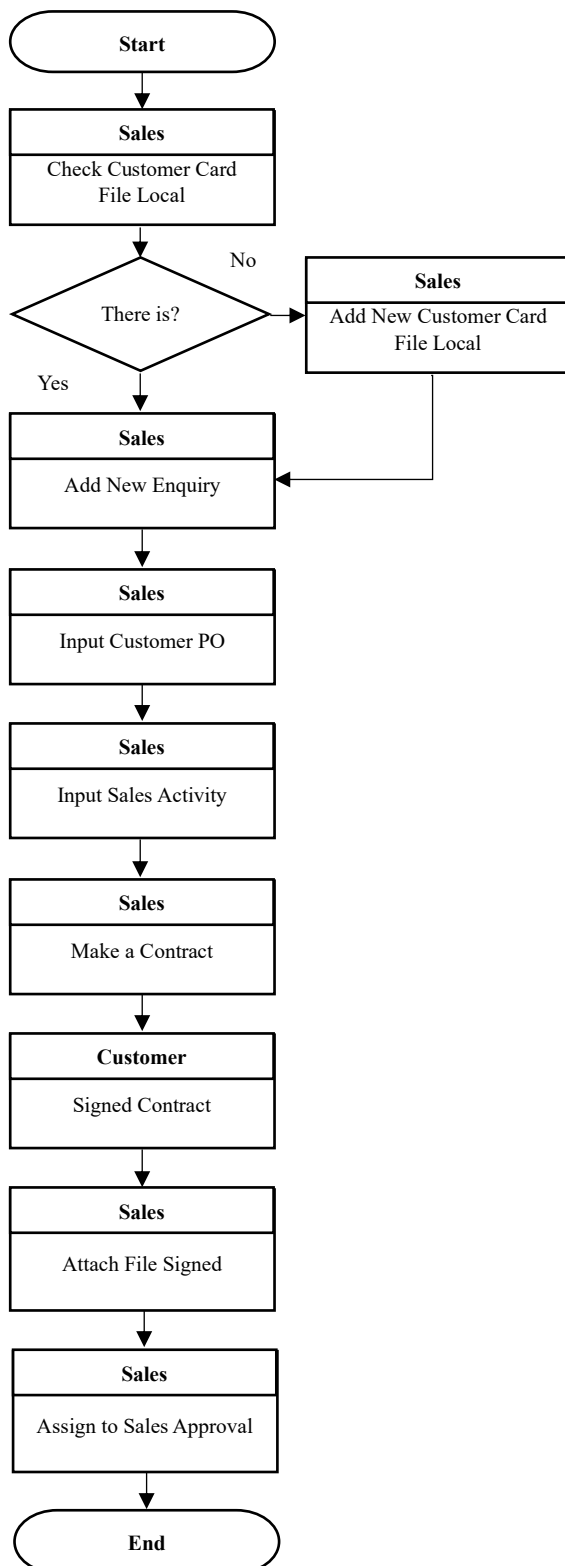 Start
Sales
Check Customer Card
File Local
No
There is?
Sales
Add New Customer Card
File Local
Yes
Sales
Add New Enquiry
Sales
Input Customer PO
Sales
Input Sales Activity
Sales
Make a Contract
Customer
Signed Contract
Sales
Attach File Signed
Sales
Assign to Sales Approval
End